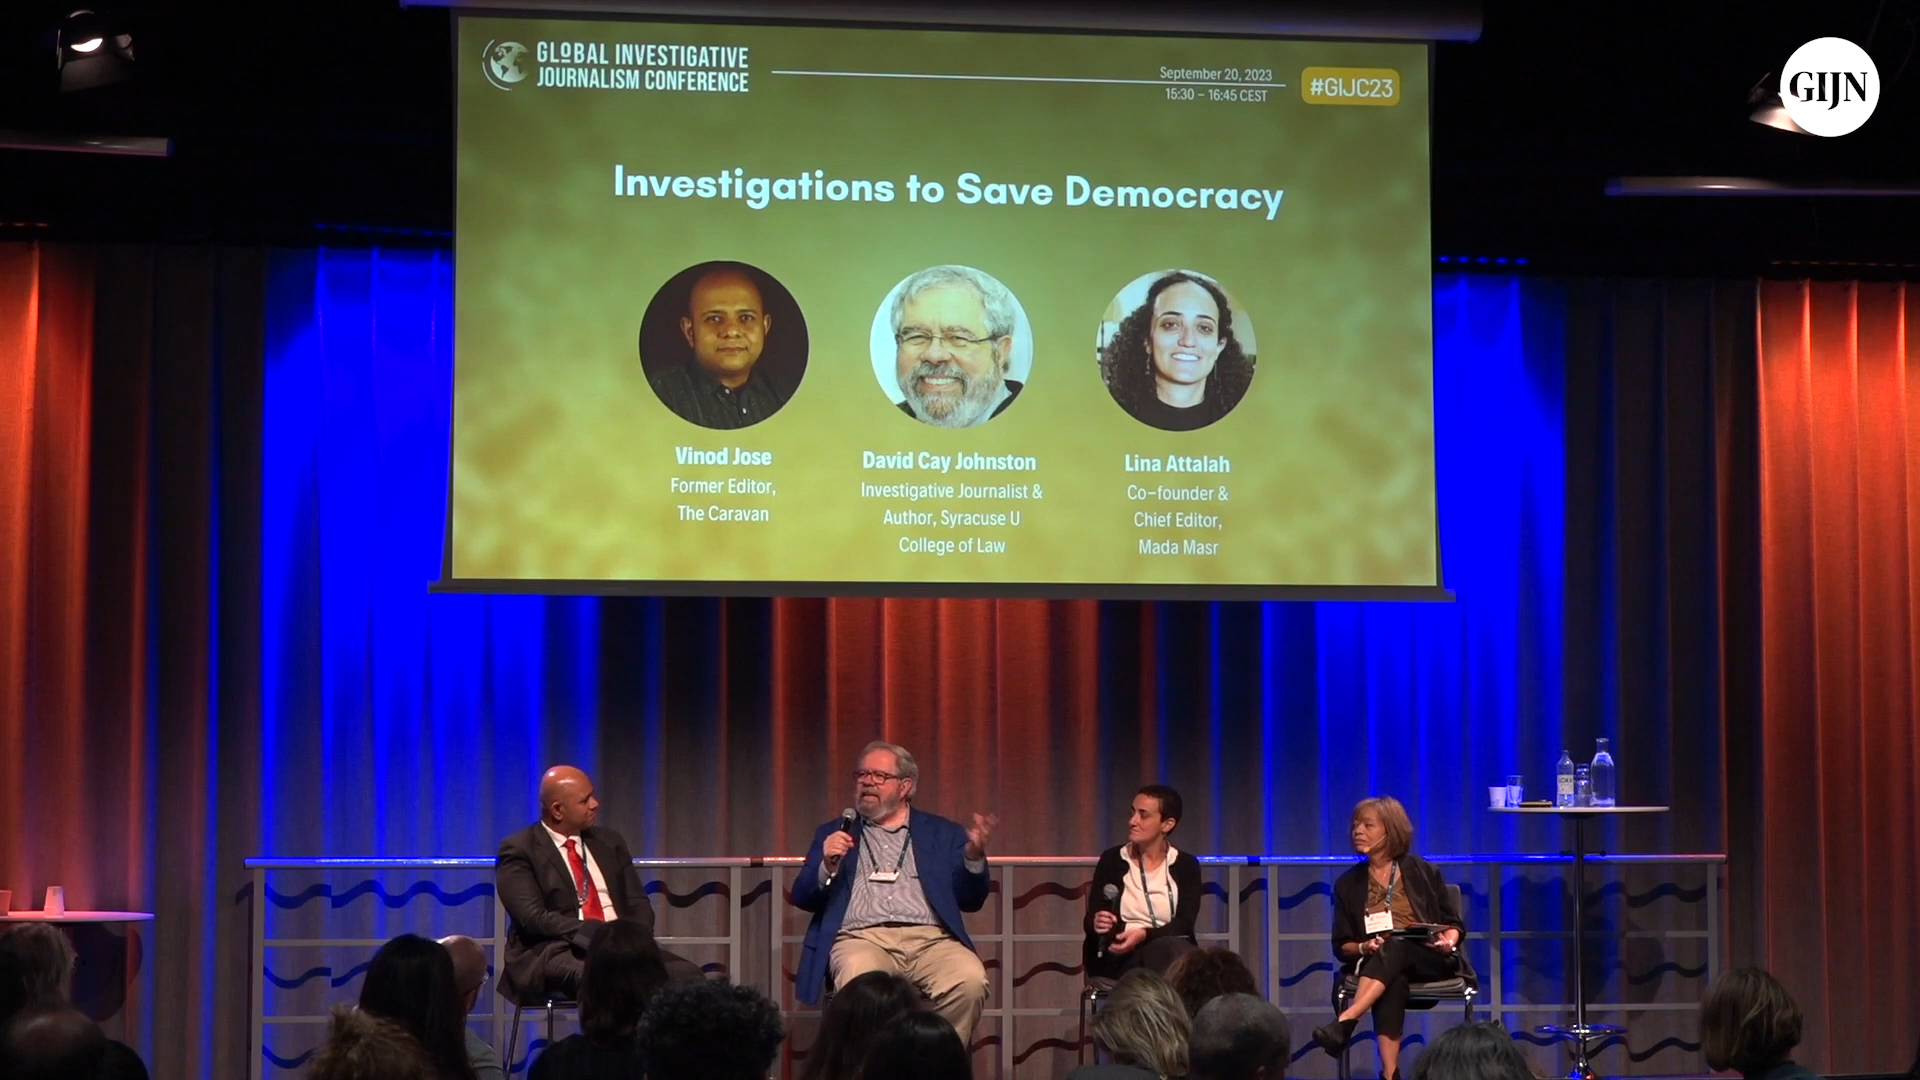 GLOBAL INVESTIGATIVE
JOURNALISM CONFERENCE
September 20, 2023
15:30 – 16:45 CEST
#GIJC23
GIJN
Investigations to Save Democracy
Vinod Jose
Former Editor,
The Caravan
David Cay Johnston
Investigative Journalist &
Author, Syracuse U
College of Law
Lina Attalah
Co-founder &
Chief Editor,
Mada Masr